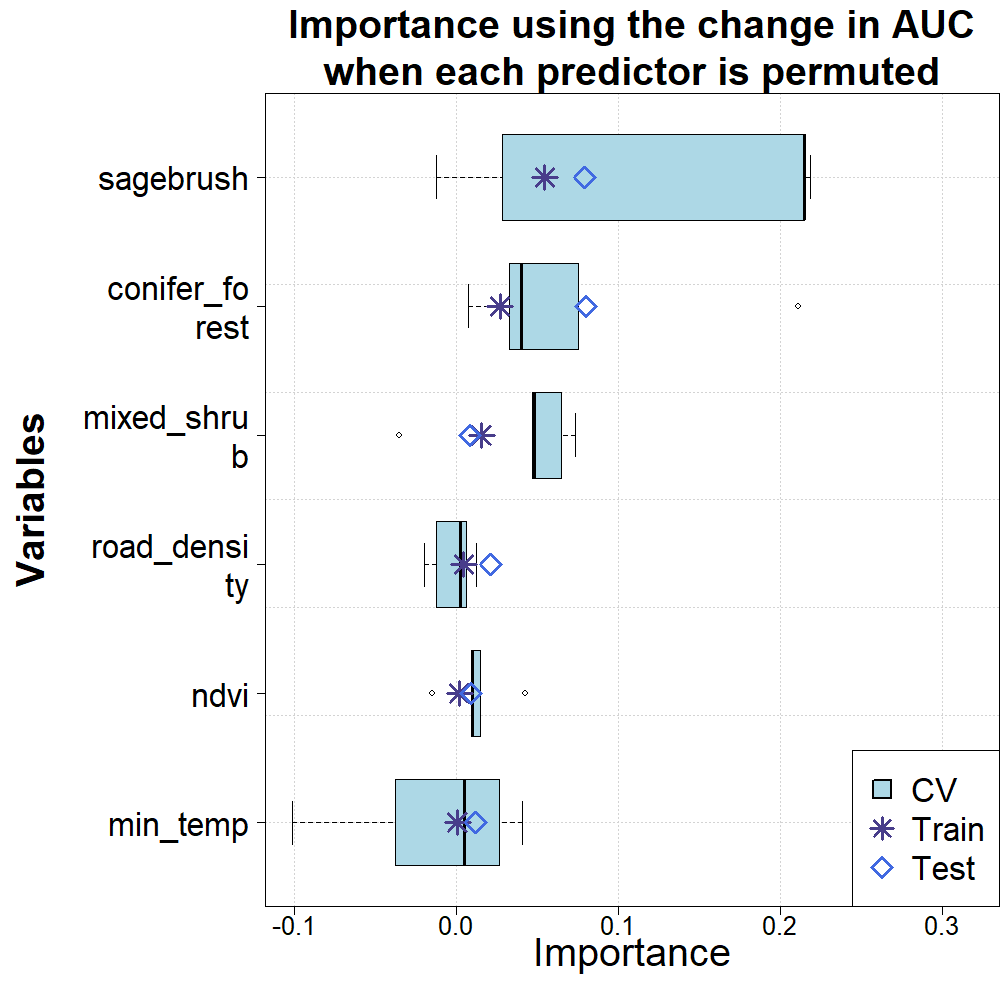 Importance using the change in AUC
when each predictor is permuted
Variables
sagebrush
conifer_fo
rest
mixed_shru
b
road_densi
ty
ndvi
min_temp
CV
Train
Test
-0.1 0.0 0.1 0.2 0.3
Importance